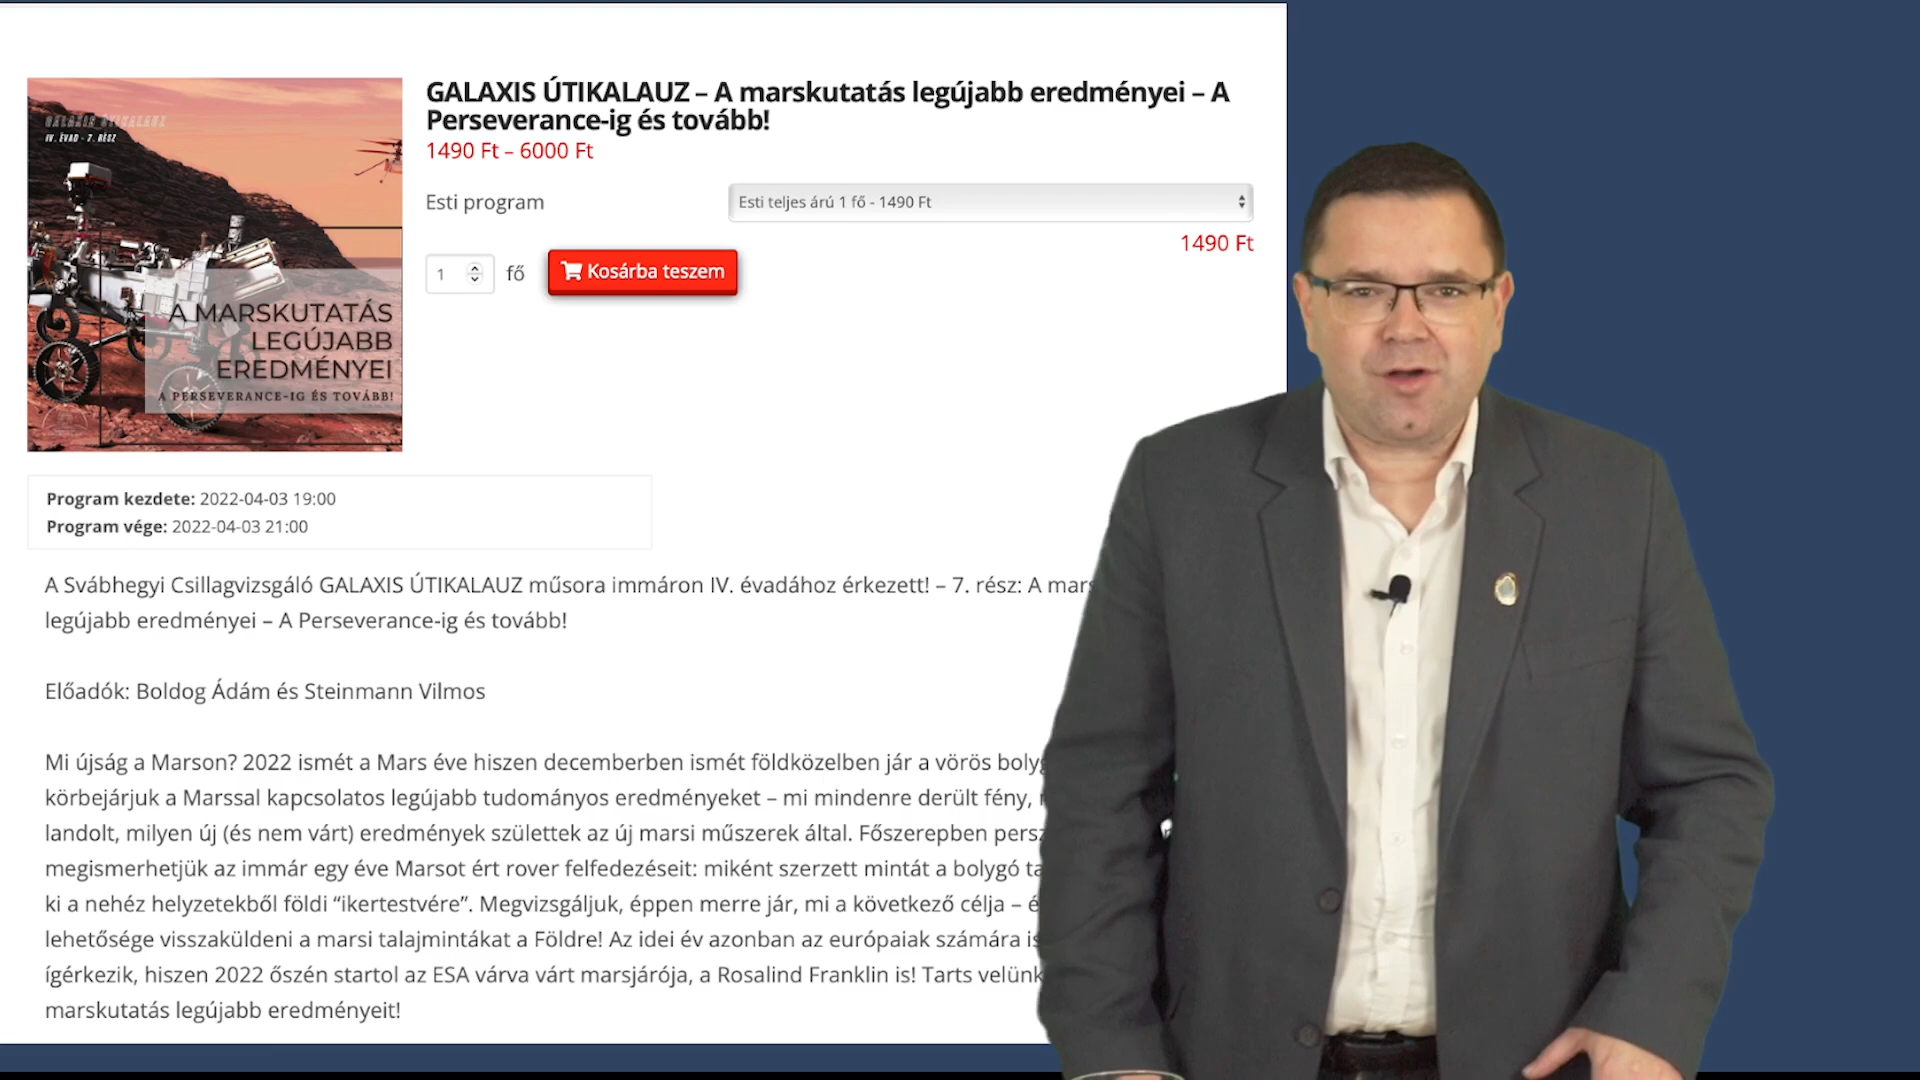 GALAXIS ÚTIKALAUZ – A marskutatás legújabb eredményei – A
Perseverance-ig és tovább!
1490 Ft – 6000 Ft
Esti program
Esti teljes árú 1 fő - 1490 Ft
1490 Ft
1 fő Kosárba teszem
GALAXIS ÚTIKALAUZ
IV. ÉVAD - 7. RÉSZ
A MARSKUTATÁS
LEGÚJABB
EREDMÉNYEI
A PERSEVERANCE-IG ÉS TOVÁBB!
Program kezdete: 2022-04-03 19:00
Program vége: 2022-04-03 21:00
A Svábhegyi Csillagvizsgáló GALAXIS ÚTIKALAUZ műsora immáron IV. évadához érkezett! – 7. rész: A
legújabb eredményei – A Perseverance-ig és tovább!
Előadók: Boldog Ádám és Steinmann Vilmos
Mi újság a Marson? 2022 ismét a Mars éve hiszen decemberben ismét földközelben jár a vörös
körbejárjuk a Marssal kapcsolatos legújabb tudományos eredményeket – mi mindenre derült fény,
landolt, milyen új (és nem várt) eredmények születtek az új marsi műszerek által. Főszerepben
megismerhetjük az immár egy éve Marsot ért rover felfedezéseit: miként szerzett mintát a bolygó
ki a nehéz helyzetekből földi “ikertestvére”. Megvizsgáljuk, éppen merre jár, mi a következő célja –
lehetősége visszaküldeni a marsi talajmintákat a Földre! Az idei év azonban az európaiak számára
ígérkezik, hiszen 2022 őszén startol az ESA várva várt marsjárója, a Rosalind Franklin is! Tarts velünk
marskutatás legújabb eredményeit!